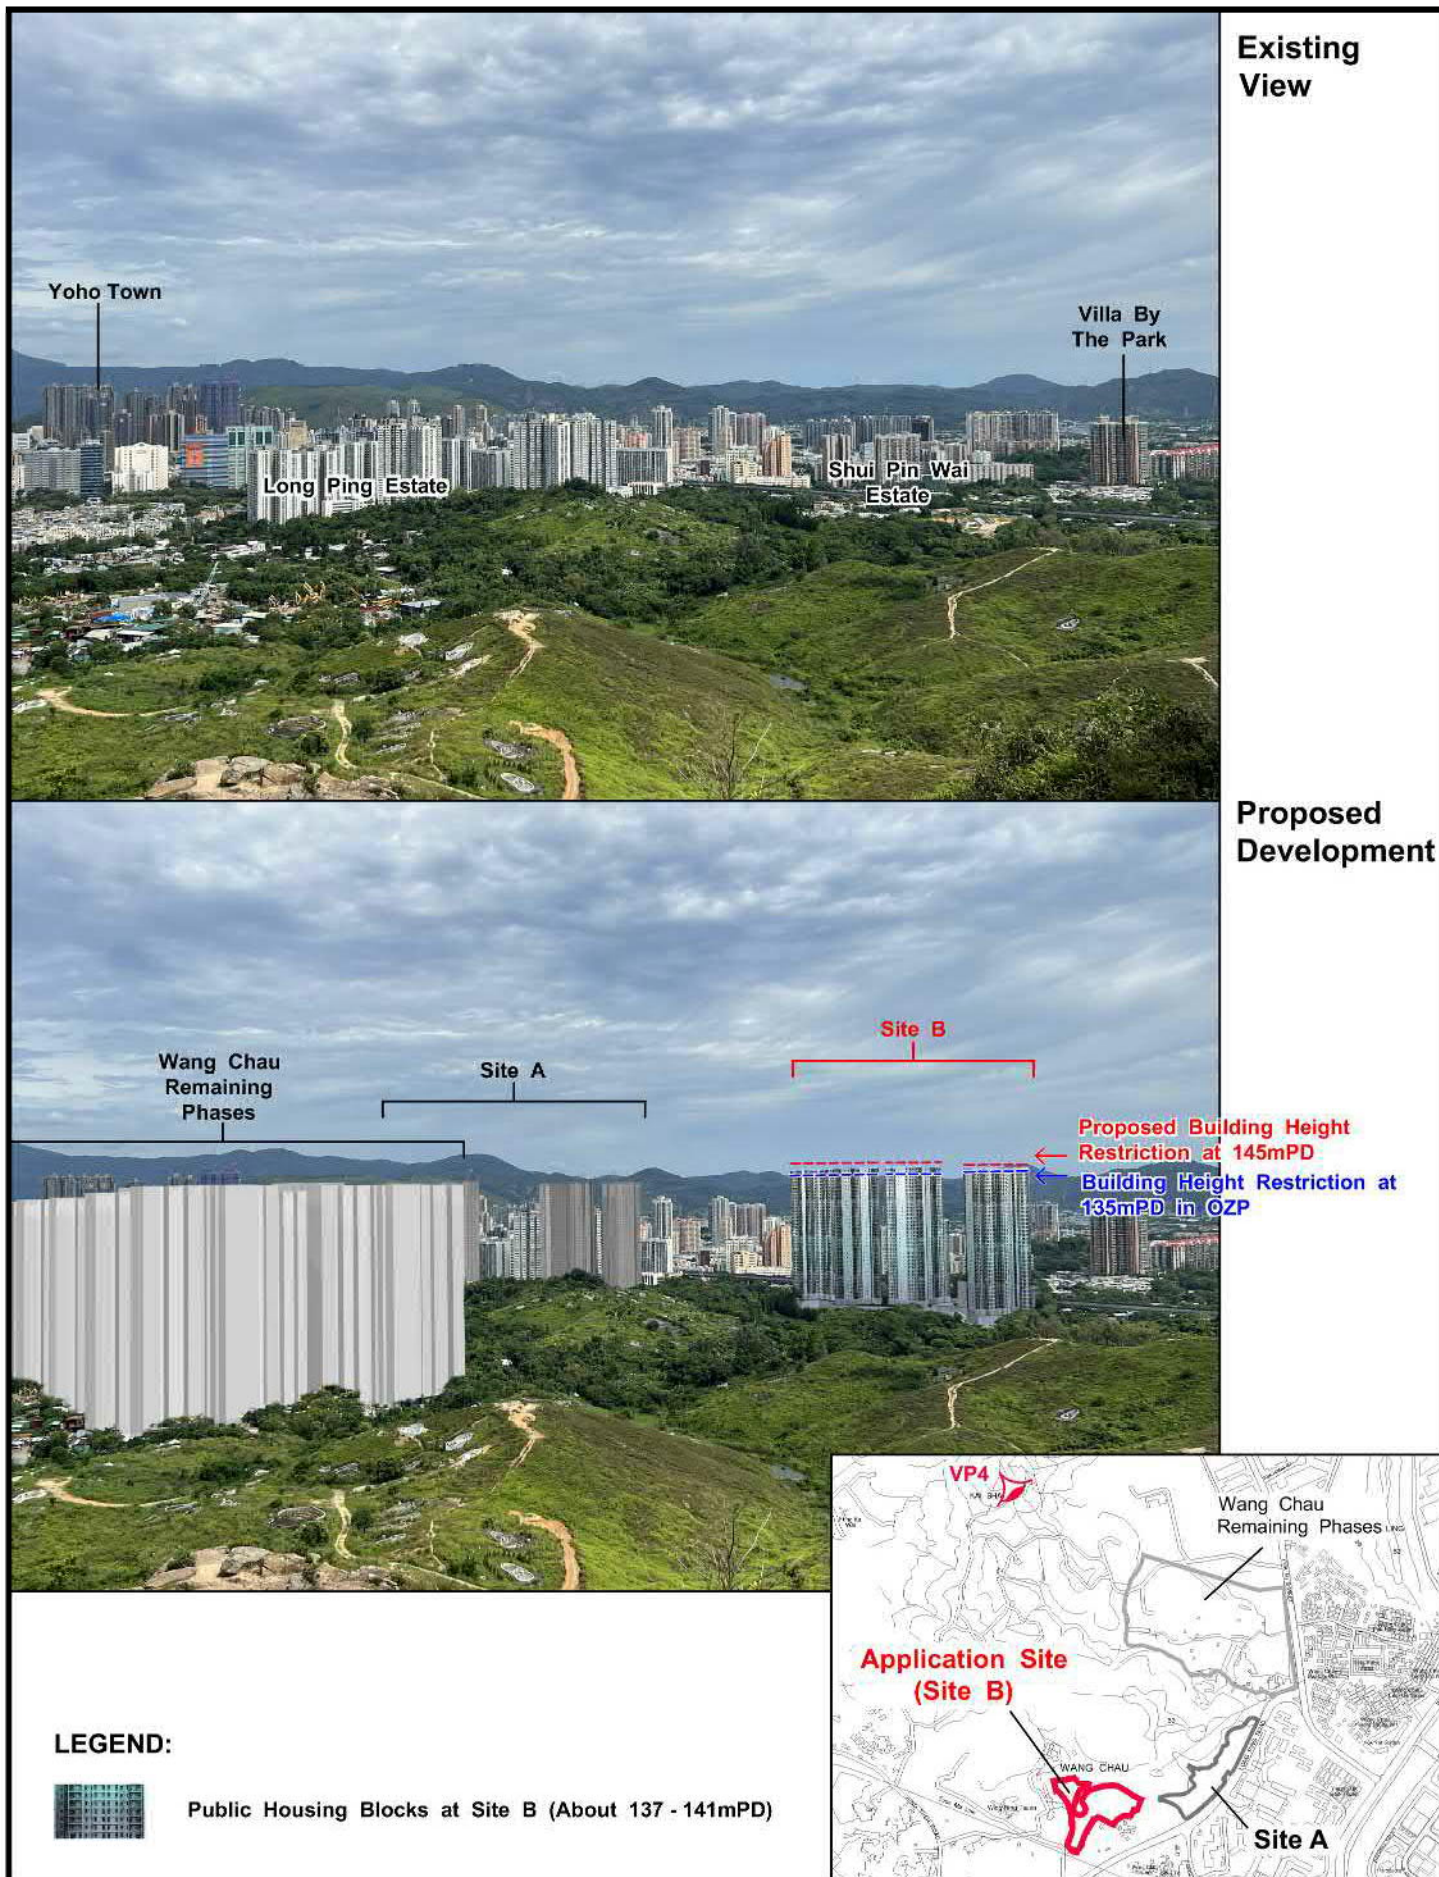 Existing
View
Yoho Town
Villa By
The Park
Long Ping Estate
Shui Pin Wai
Estate
Proposed
Development
Site B
Wang Chau
Remaining
Phases
Site A
Proposed Building Height
Restriction at 145mPD
Building Height Restriction at
135mPD in OZP
VP4
Wang Chau
Remaining Phases
Application Site
(Site B)
WANG CHAU
Site A
LEGEND:
Public Housing Blocks at Site B (About 137 - 141mPD)